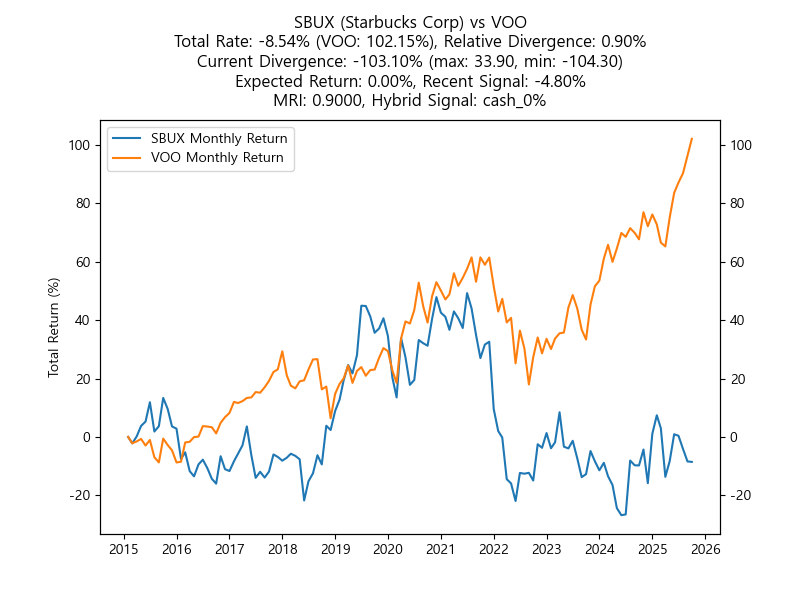 SBUX (Starbucks Corp) vs VOO
Total Rate: -8.54% (VOO: 102.15%), Relative Divergence: 0.90%
Current Divergence: -103.10% (max: 33.90, min: -104.30)
Expected Return: 0.00%, Recent Signal: -4.80%
MRI: 0.9000, Hybrid Signal: cash_0%
SBUX Monthly Return
VOO Monthly Return
Total Return (%)
100
80
60
40
20
0
-20
100
80
60
40
20
0
-20
2015 2016 2017 2018 2019 2020 2021 2022 2023 2024 2025 2026